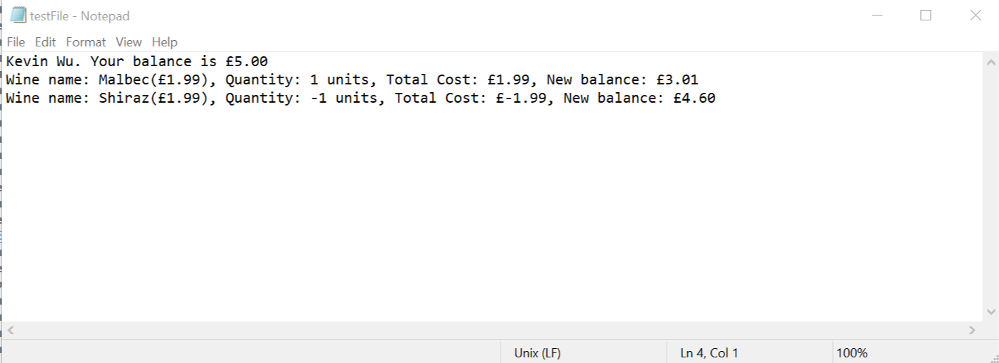 testFile - Notepad
File Edit Format View Help
Kevin Wu. Your balance is £5.00
Wine name: Malbec(£1.99), Quantity: 1 units, Total Cost: £1.99, New balance: £3.01
Wine name: Shiraz(£1.99), Quantity: -1 units, Total Cost: £-1.99, New balance: £4.60
Unix (LF) Ln 4, Col 1 100%